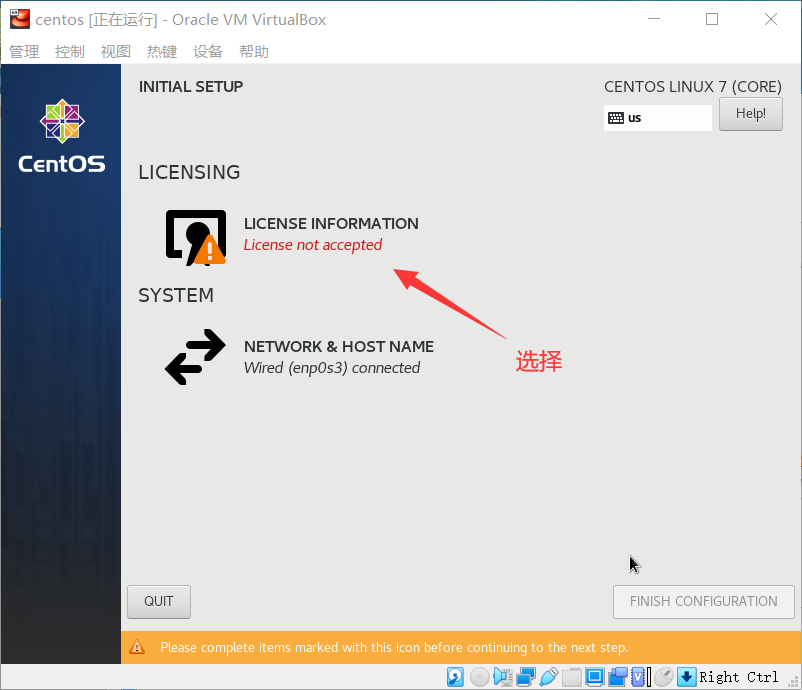 centos [正在运行] - Oracle VM VirtualBox
管理 控制 视图 热键 设备 帮助
INITIAL SETUP
CENTOS LINUX 7 (CORE)
us
Help!
CentOS
LICENSING
LICENSE INFORMATION
License not accepted
SYSTEM
NETWORK & HOST NAME
Wired (enp0s3) connected
选择
QUIT
FINISH CONFIGURATION
Please complete items marked with this icon before continuing to the next step.
Right Ctrl